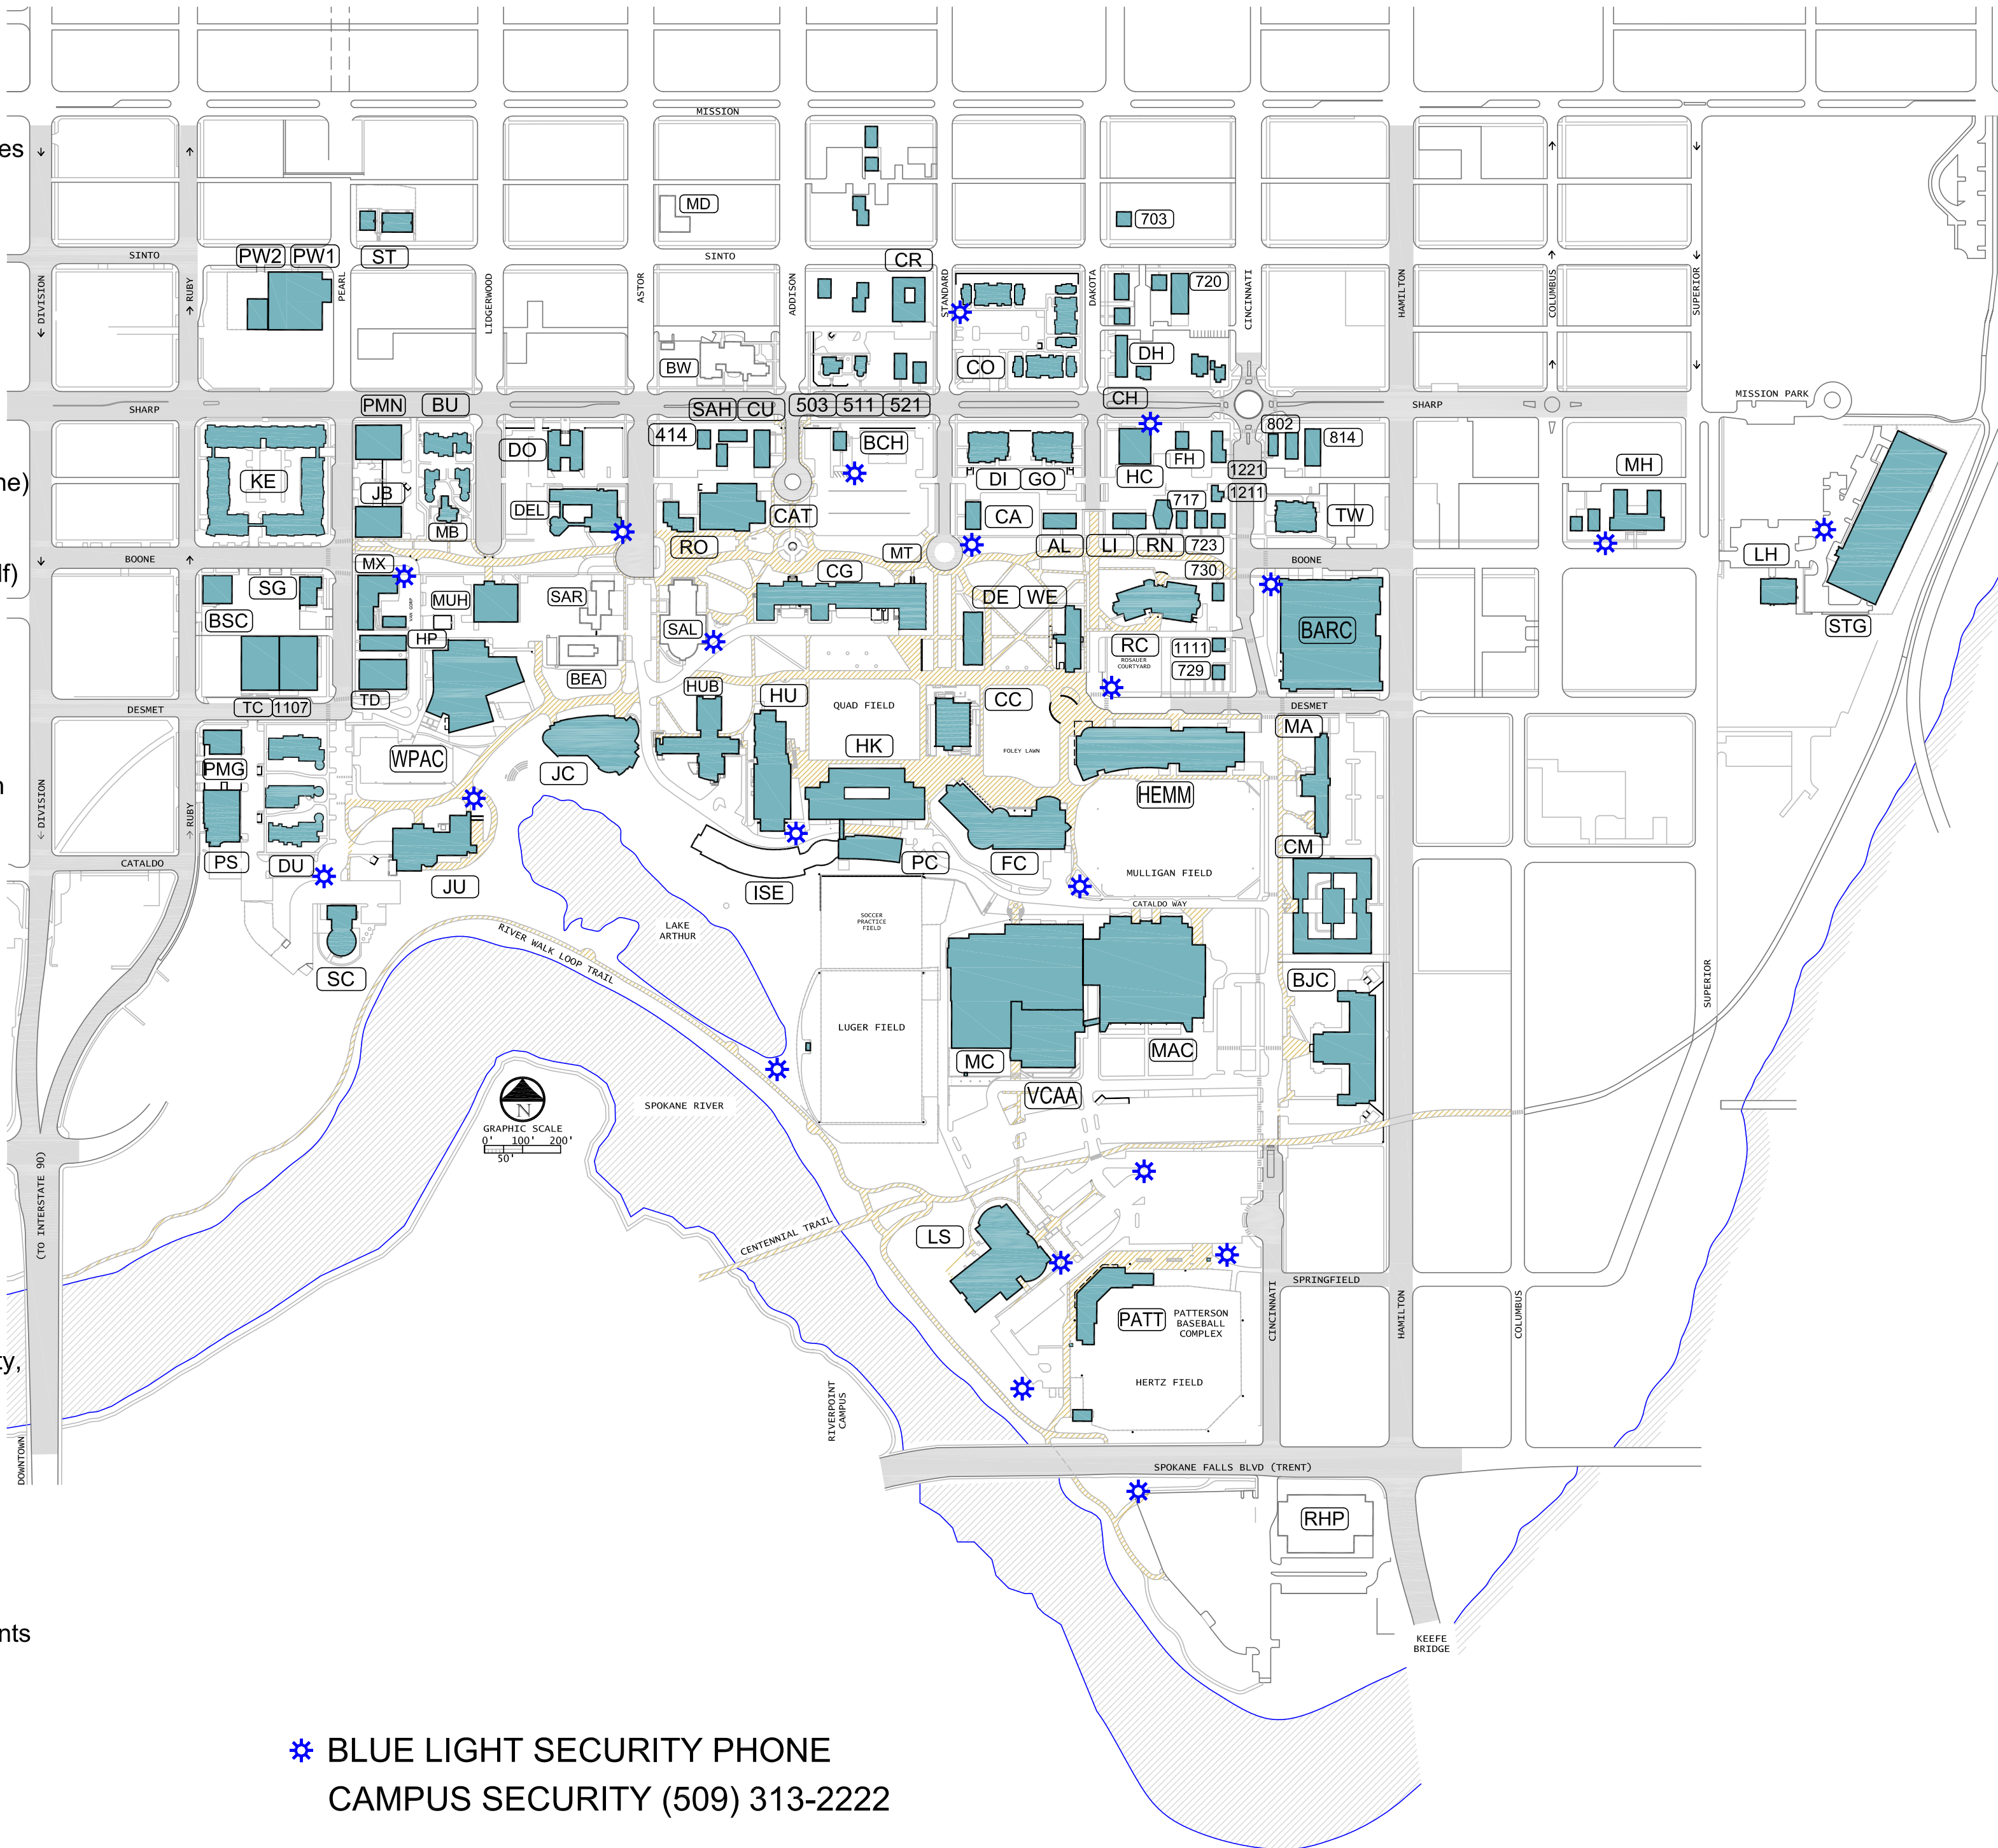 MISSION
es
MD
703
SINTO
PW2
PW1
ST
SINTO
CR
720
DIVISION
RUBY
PEARL
LIDGERWOOD
ASTOR
ADDISON
STANDARD
DAKOTA
CINCINNATI
HAMILTON
COLUMBUS
SUPERIOR
BW
CO
DH
MISSION PARK
SHARP
PMN
BU
SAH
CU
503
511
521
CH
SHARP
414
BCH
802
814
DO
KE
JB
DI
GO
HC
FH
1221
MH
ne)
DEL
MB
CAT
CA
717
1211
TW
RO
MT
AL
LI
RN
723
LH
BOONE
BOONE
MX
CG
730
lf)
SG
BSC
MUH
VAN GORP
SAR
DE
WE
BARC
STG
HP
SAL
RC
ROSAUER
COURTYARD
1111
729
BEA
HUB
HU
CC
TD
TC
1107
DESMET
QUAD FIELD
DESMET
MA
PMG
WPAC
JC
HK
FOLEY LAWN
HEMM
n
DIVISION
RUBY
CATALDO
PS
DU
JU
ISE
PC
FC
MULLIGAN FIELD
CM
CATALDO WAY
SOCCER
PRACTICE
FIELD
LAKE
ARTHUR
RIVER WALK LOOP TRAIL
SC
BJC
SUPERIOR
LUGER FIELD
MC
MAC
VCAA
N
GRAPHIC SCALE
0' 100' 200'
50'
SPOKANE RIVER
(TO INTERSTATE 90)
CENTENNIAL TRAIL
LS
SPRINGFIELD
PATT
PATTERSON
BASEBALL
COMPLEX
CINCINNATI
HAMILTON
COLUMBUS
ty,
HERTZ FIELD
RIVERPOINT
CAMPUS
DOWNTOWN
SPOKANE FALLS BLVD (TRENT)
RHP
nts
KEEFE
BRIDGE
BLUE LIGHT SECURITY PHONE
CAMPUS SECURITY (509) 313-2222